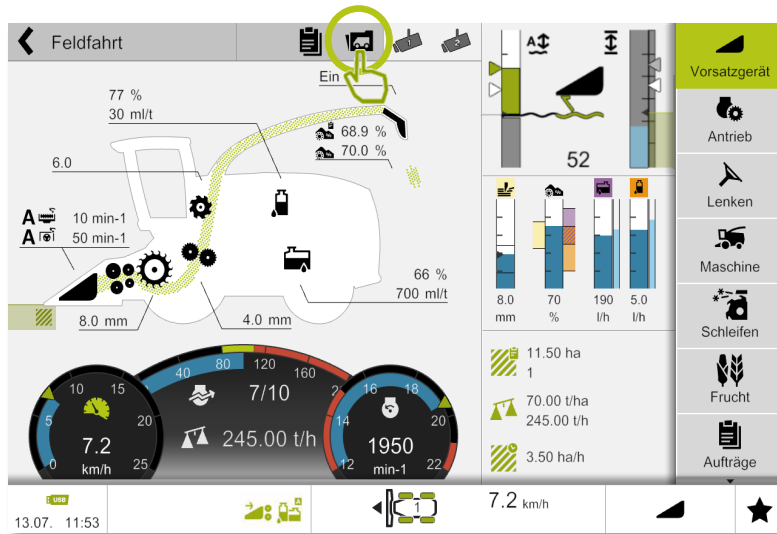 Feldfahrt
1
2
Ein
77 %
30 ml/t
68.9 %
70.0 %
6.0
A 10 min-1
A 50 min-1
66 %
700 ml/t
8.0 mm
4.0 mm
A
52
8.0
mm
70
%
190
l/h
5.0
l/h
11.50 ha
1
70.00 t/ha
245.00 t/h
3.50 ha/h
0
5
10
15
20
25
7.2
km/h
40
80
120
160
2
7/10
245.00 t/h
12
14
16
18
20
22
1950
min-1
Vorsatzgerät
Antrieb
Lenken
Maschine
Schleifen
Frucht
Aufträge
USB
13.07. 11:53
A
1
7.2 km/h